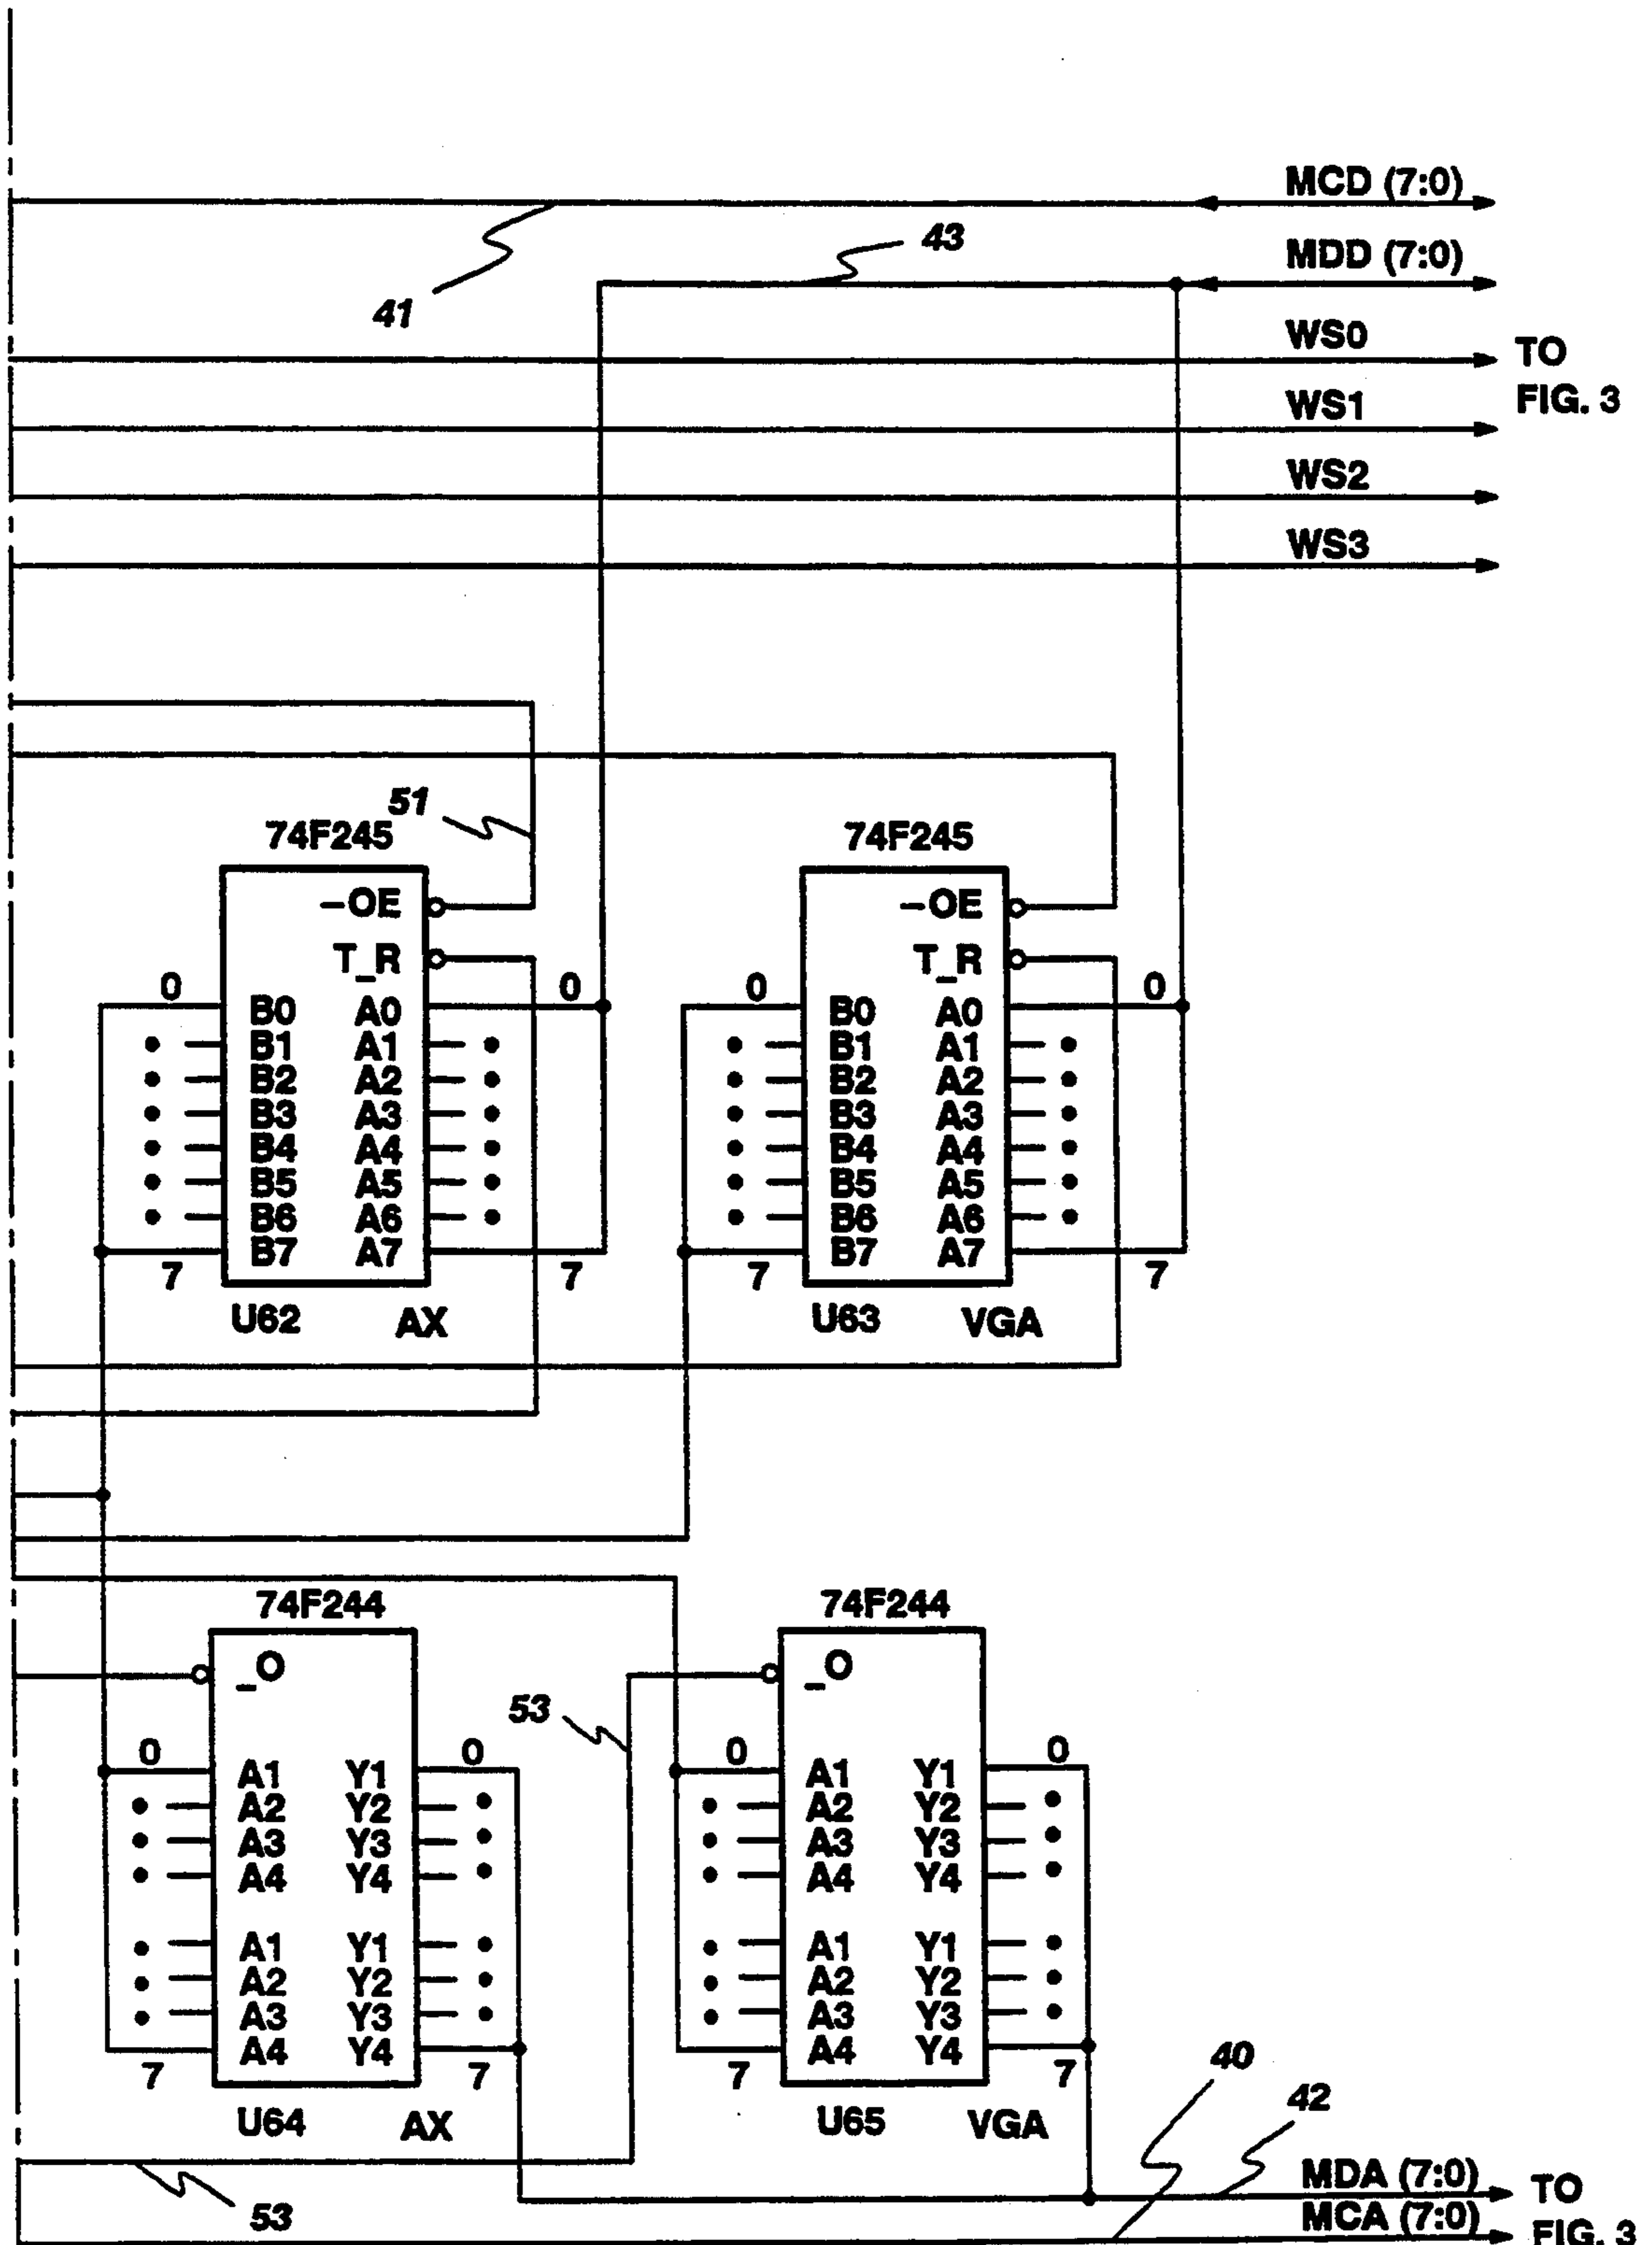 MCD (7:0)
43
MDD (7:0)
41
WS0
TO
FIG. 3
WS1
WS2
WS3
51
74F245 74F245
–OE –OE
T_R T_R
0 0 0 0
B0 A0 B0 A0
B1 A1 B1 A1
B2 A2 B2 A2
B3 A3 B3 A3
B4 A4 B4 A4
B5 A5 B5 A5
B6 A6 B6 A6
B7 A7 B7 A7
7 7 7 7
U62 AX U63 VGA
74F244 74F244
_O _O
53
0 0 0 0
A1 Y1 A1 Y1
A2 Y2 A2 Y2
A3 Y3 A3 Y3
A4 Y4 A4 Y4
A1 Y1 A1 Y1
A2 Y2 A2 Y2
A3 Y3 A3 Y3
A4 Y4 A4 Y4
7 7 7 7
40
U64 AX U65 VGA
42
MDA (7:0)
TO
53
MCA (7:0)
FIG. 3